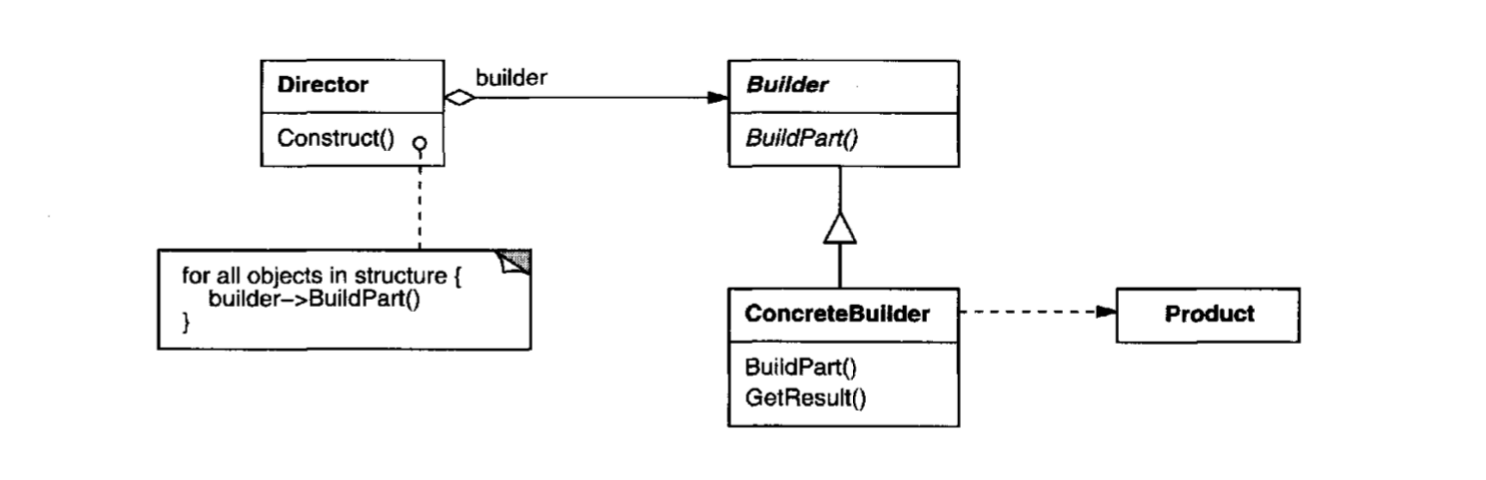 Director
Construct()
builder
Builder
BuildPart()
for all objects in structure {
builder–>BuildPart()
}
ConcreteBuilder
BuildPart()
GetResult()
Product